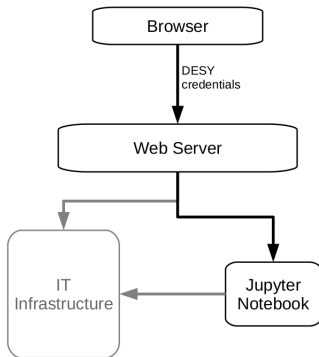 Browser
DESY
credentials
Web Server
IT
Infrastructure
Jupyter
Notebook